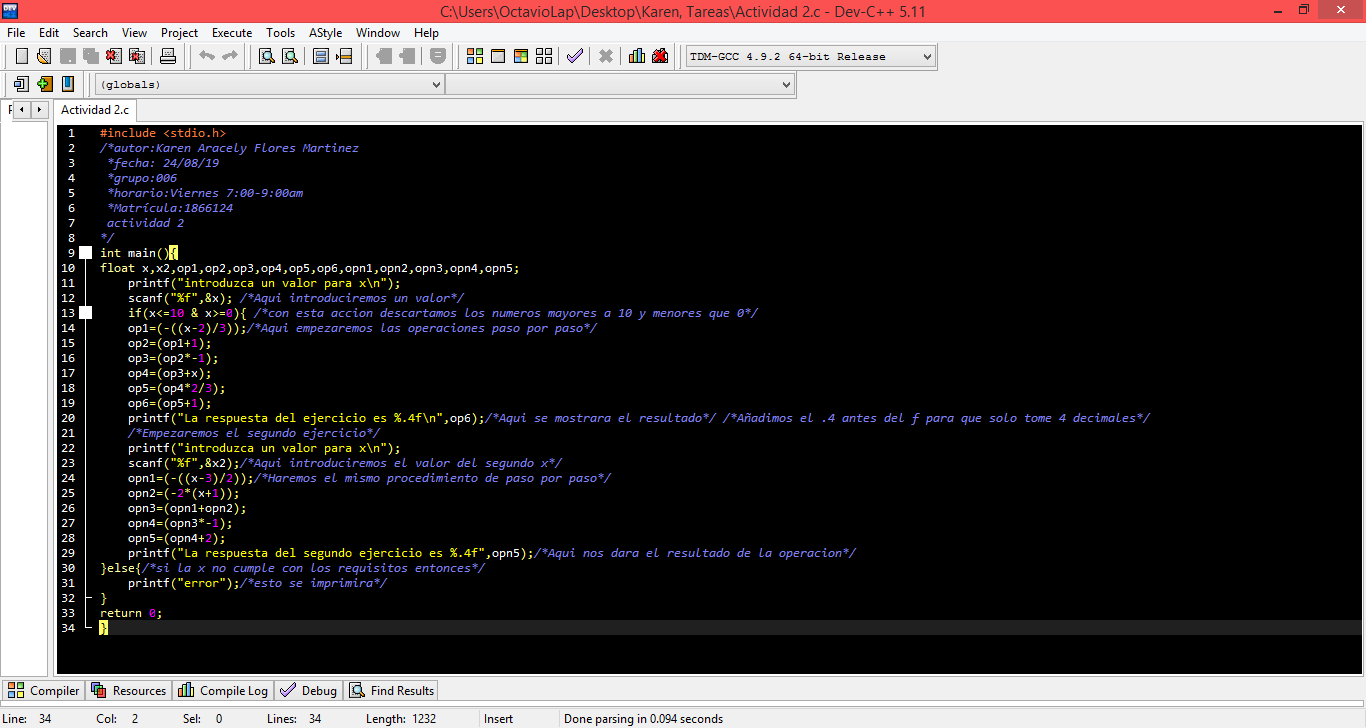 DEV
C:\Users\OctavioLap\Desktop\Karen, Tareas\Actividad 2.c - Dev-C++ 5.11
File Edit Search View Project Execute Tools AStyle Window Help
TDM-GCC 4.9.2 64-bit Release
(globals)
Actividad 2.c
1 #include <stdio.h>
2 /*autor:Karen Aracely Flores Martinez
3 *fecha: 24/08/19
4 *grupo:006
5 *horario:Viernes 7:00-9:00am
6 *Matrícula:1866124
7 actividad 2
8 */
9 int main(){
10 float x,x2,op1,op2,op3,op4,op5,op6,opn1,opn2,opn3,opn4,opn5;
11 printf("introduzca un valor para x\n");
12 scanf("%f",&x); /*Aqui introduciremos un valor*/
13 if(x<=10 & x>=0){ /*con esta accion descartamos los numeros mayores a 10 y menores que 0*/
14 op1=(-((x-2)/3));/*Aqui empezaremos las operaciones paso por paso*/
15 op2=(op1+1);
16 op3=(op2*-1);
17 op4=(op3+x);
18 op5=(op4*2/3);
19 op6=(op5+1);
20 printf("La respuesta del ejercicio es %.4f\n",op6);/*Aqui se mostrara el resultado*/ /*Añadimos el .4 antes del f para que solo tome 4 decimales*/
21 /*Empezaremos el segundo ejercicio*/
22 printf("introduzca un valor para x\n");
23 scanf("%f",&x2);/*Aqui introduciremos el valor del segundo x*/
24 opn1=(-((x-3)/2));/*Haremos el mismo procedimiento de paso por paso*/
25 opn2=(-2*(x+1));
26 opn3=(opn1+opn2);
27 opn4=(opn3*-1);
28 opn5=(opn4+2);
29 printf("La respuesta del segundo ejercicio es %.4f",opn5);/*Aqui nos dara el resultado de la operacion*/
30 }else{/*si la x no cumple con los requisitos entonces*/
31 printf("error");/*esto se imprimira*/
32 }
33 return 0;
34 }
Compiler Resources Compile Log Debug Find Results
Line: 34 Col: 2 Sel: 0 Lines: 34 Length: 1232 Insert Done parsing in 0.094 seconds